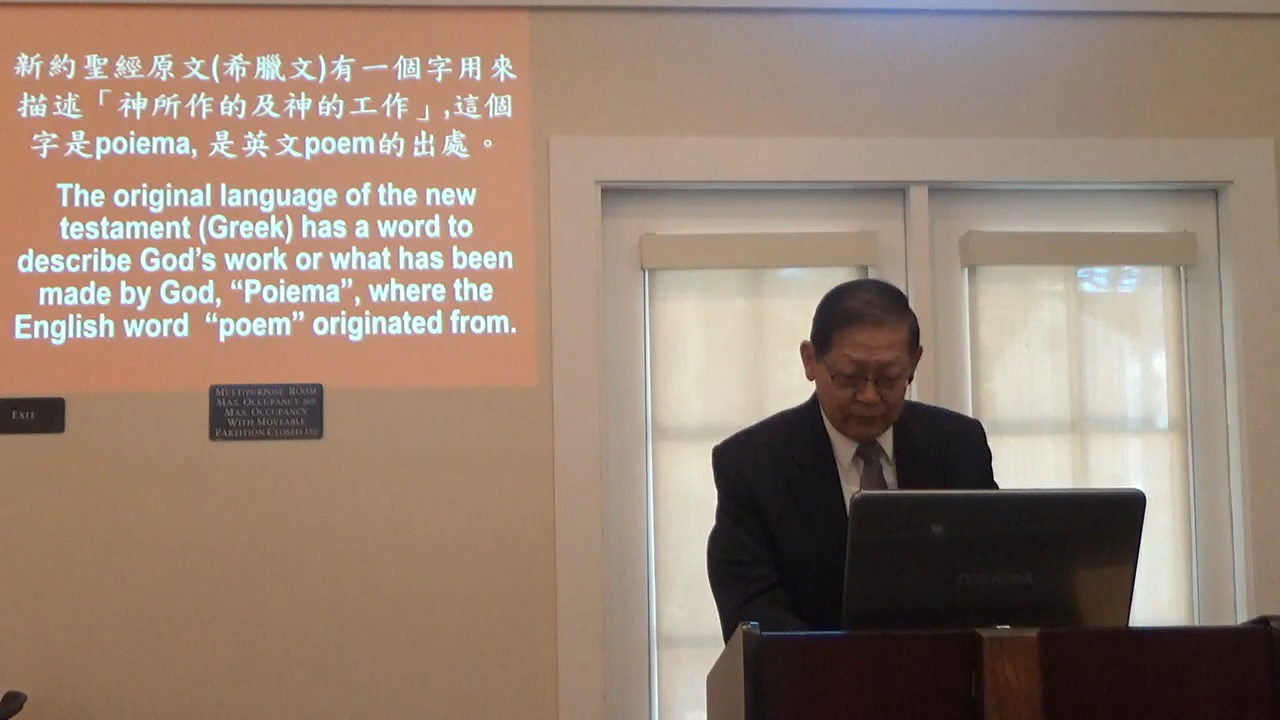 新約聖經原文(希臘文)有一個字用來
描述「神所作的及神的工作」,這個
字是poiema, 是英文poem的出處。
The original language of the new
testament (Greek) has a word to
describe God's work or what has been
made by God, “Poiema”, where the
English word “poem” originated from.
EXIT
MULTIPURPOSE ROOM
MAX. OCCUPANCY
MAX. OCCUPANCY
WITH MOVEABLE
PARTITION CLOSED
TOSHIBA